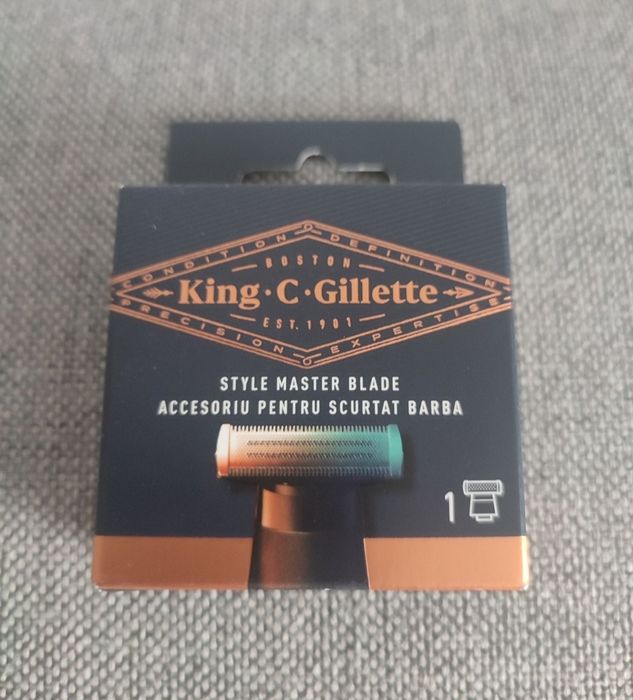 CONDITION DEFINITION
BOSTON
King·C·Gillette
EST. 1901
PRECISION EXPERTISE
STYLE MASTER BLADE
ACCESORIU PENTRU SCURTAT BARBA
1